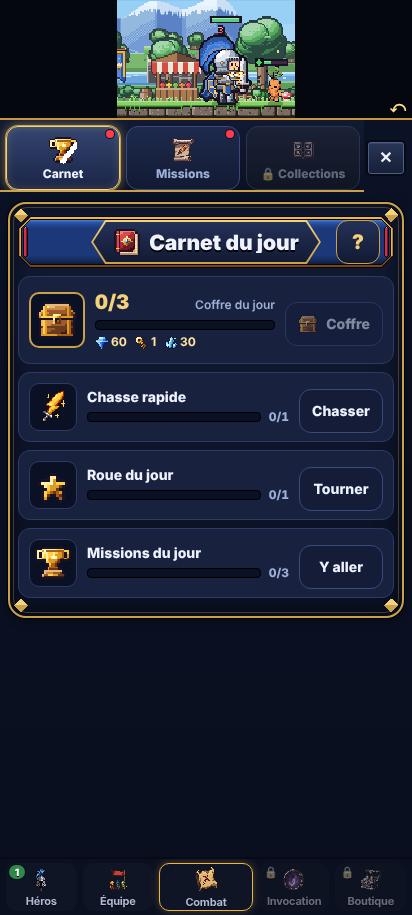 3
Carnet
Missions
Collections
×
Carnet du jour
?
0/3
Coffre du jour
60
1
30
Coffre
Chasse rapide
0/1
Chasser
Roue du jour
0/1
Tourner
Missions du jour
0/3
Y aller
1
Héros
Équipe
Combat
Invocation
Boutique